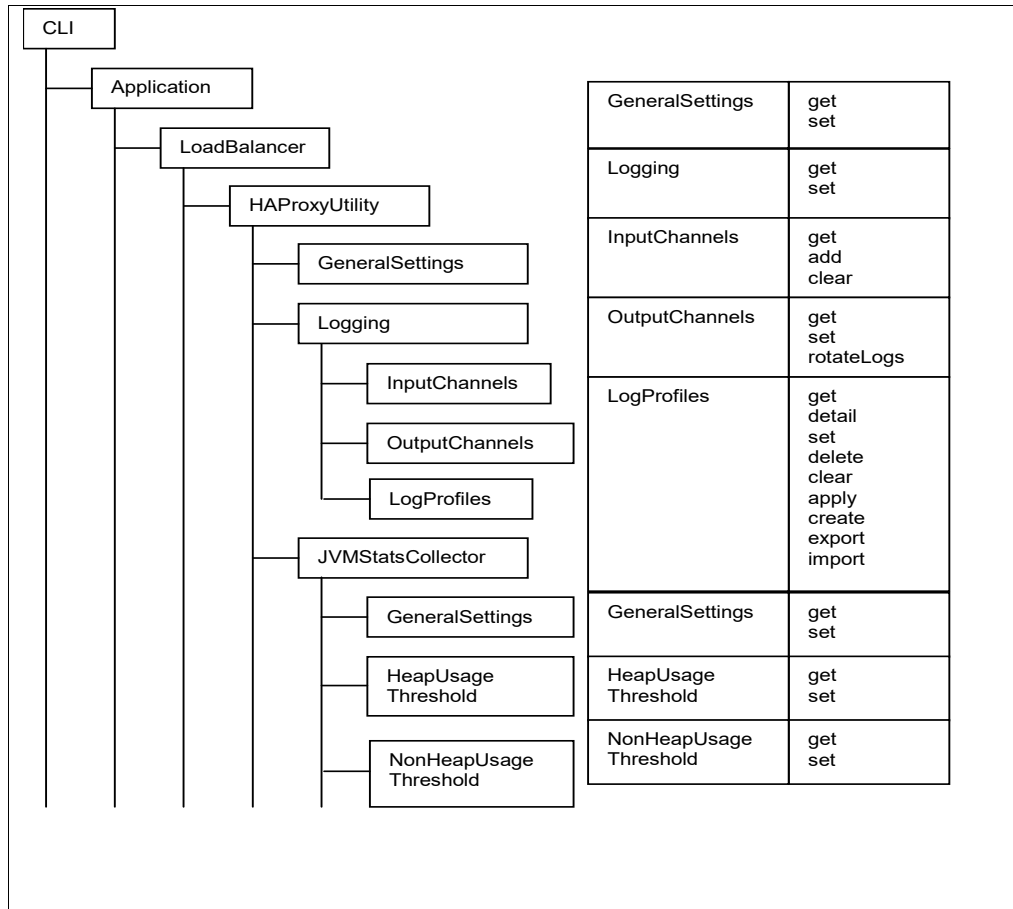 CLI
Application
LoadBalancer
HAProxyUtility
GeneralSettings
Logging
InputChannels
OutputChannels
LogProfiles
JVMStatsCollector
GeneralSettings
HeapUsage
Threshold
NonHeapUsage
Threshold
GeneralSettings
get
set
Logging
get
set
InputChannels
get
add
clear
OutputChannels
get
set
rotateLogs
LogProfiles
get
detail
set
delete
clear
apply
create
export
import
GeneralSettings
get
set
HeapUsage
Threshold
get
set
NonHeapUsage
Threshold
get
set